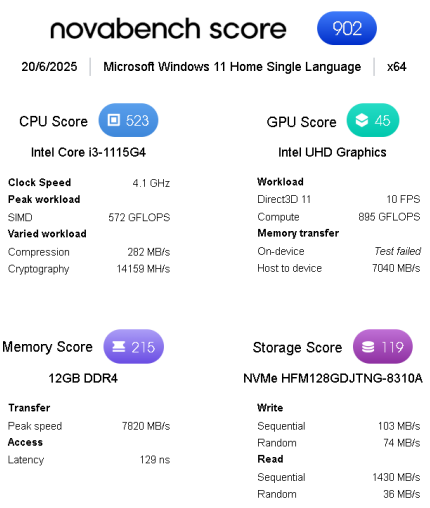 novabench score 902
20/6/2025 Microsoft Windows 11 Home Single Language x64
CPU Score 523
Intel Core i3-1115G4
Clock Speed 4.1 GHz
Peak workload
SIMD 572 GFLOPS
Varied workload
Compression 282 MB/s
Cryptography 14159 MH/s
GPU Score 45
Intel UHD Graphics
Workload
Direct3D 11 10 FPS
Compute 895 GFLOPS
Memory transfer
On-device Test failed
Host to device 7040 MB/s
Memory Score 215
12GB DDR4
Transfer
Peak speed 7820 MB/s
Access
Latency 129 ns
Storage Score 119
NVMe HFM128GDJTNG-8310A
Write
Sequential 103 MB/s
Random 74 MB/s
Read
Sequential 1430 MB/s
Random 36 MB/s